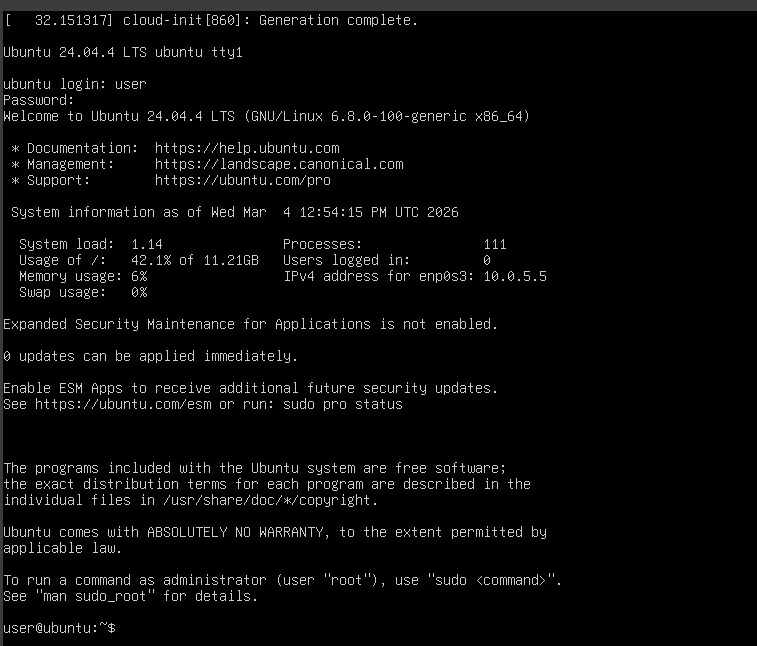 [   32.151317] cloud-init[860]: Generation complete.
Ubuntu 24.04.4 LTS ubuntu tty1
ubuntu login: user
Password:
Welcome to Ubuntu 24.04.4 LTS (GNU/Linux 6.8.0-100-generic x86_64)
 * Documentation:  https://help.ubuntu.com
 * Management:     https://landscape.canonical.com
 * Support:        https://ubuntu.com/pro
 System information as of Wed Mar  4 12:54:15 PM UTC 2026
  System load:  1.14               Processes:               111
  Usage of /:   42.1% of 11.21GB   Users logged in:         0
  Memory usage: 6%                 IPv4 address for enp0s3: 10.0.5.5
  Swap usage:   0%
Expanded Security Maintenance for Applications is not enabled.
0 updates can be applied immediately.
Enable ESM Apps to receive additional future security updates.
See https://ubuntu.com/esm or run: sudo pro status
The programs included with the Ubuntu system are free software;
the exact distribution terms for each program are described in the
individual files in /usr/share/doc/*/copyright.
Ubuntu comes with ABSOLUTELY NO WARRANTY, to the extent permitted by
applicable law.
To run a command as administrator (user "root"), use "sudo <command>".
See "man sudo_root" for details.
user@ubuntu:~$